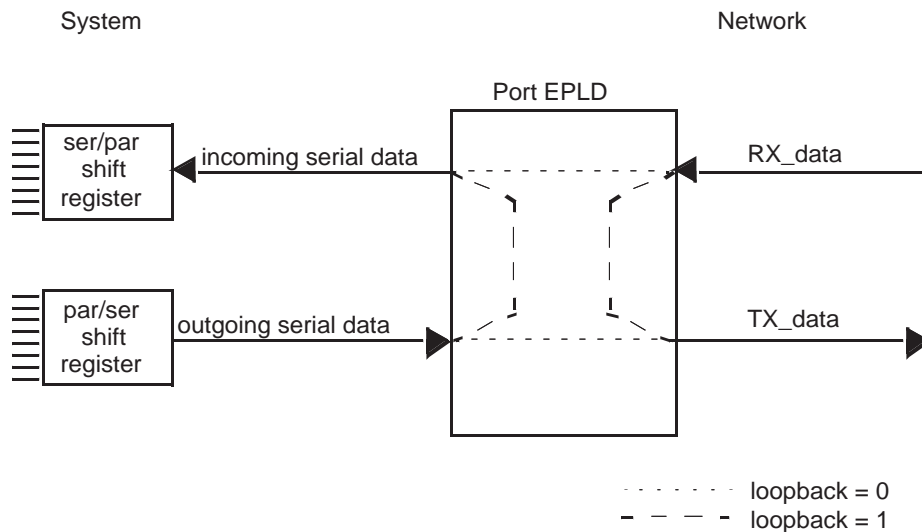 System
Network
Port EPLD
ser/par
shift
register
incoming serial data
RX_data
par/ser
shift
register
outgoing serial data
TX_data
loopback = 0
loopback = 1